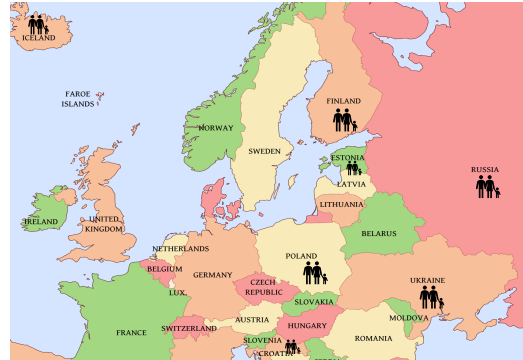 ICELAND
FAROE
ISLANDS
FINLAND
NORWAY
SWEDEN
ESTONIA
RUSSIA
LATVIA
LITHUANIA
IRELAND
UNITED
KINGDOM
BELARUS
NETHERLANDS
POLAND
BELGIUM
GERMANY
CZECH
REPUBLIC
UKRAINE
LUX.
SLOVAKIA
MOLDOVA
AUSTRIA
FRANCE
SWITZERLAND
HUNGARY
SLOVENIA
ROMANIA
CROATIA